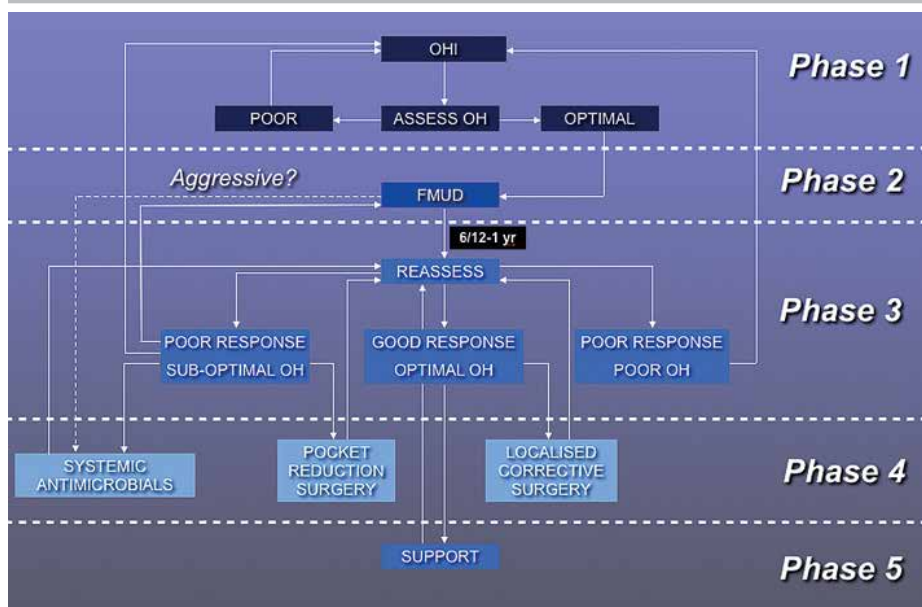 OHI
Phase 1
POOR
ASSESS OH
OPTIMAL
Aggressive?
FMUD
Phase 2
6/12-1 yr
REASSESS
Phase 3
POOR RESPONSE
SUB-OPTIMAL OH
GOOD RESPONSE
OPTIMAL OH
POOR RESPONSE
POOR OH
SYSTEMIC
ANTIMICROBIALS
POCKET
REDUCTION
SURGERY
LOCALISED
CORRECTIVE
SURGERY
Phase 4
SUPPORT
Phase 5